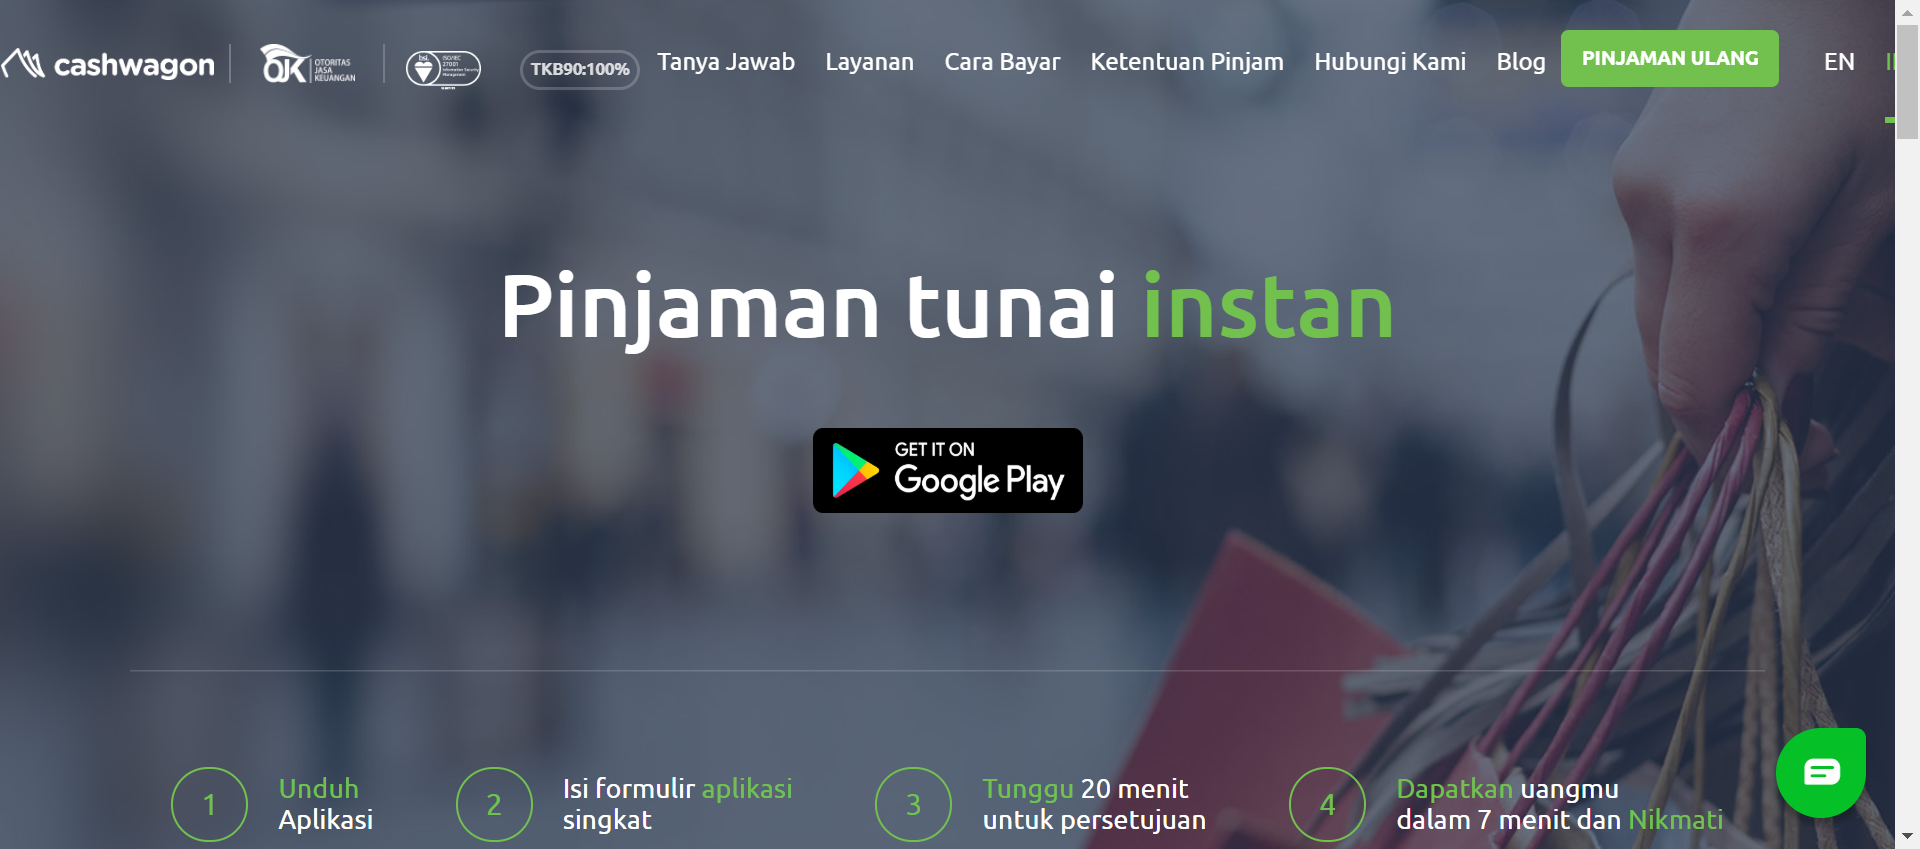 cashwagon
OJK OTORITAS
JASA
KEUANGAN
bsi. ISO/IEC
27001
TKB90:100%
Tanya Jawab
Layanan
Cara Bayar
Ketentuan Pinjam
Hubungi Kami
Blog
PINJAMAN ULANG
EN
Pinjaman tunai instan
GET IT ON
Google Play
1
Unduh
Aplikasi
2
Isi formulir aplikasi
singkat
3
Tunggu 20 menit
untuk persetujuan
4
Dapatkan uangmu
dalam 7 menit dan Nikmati